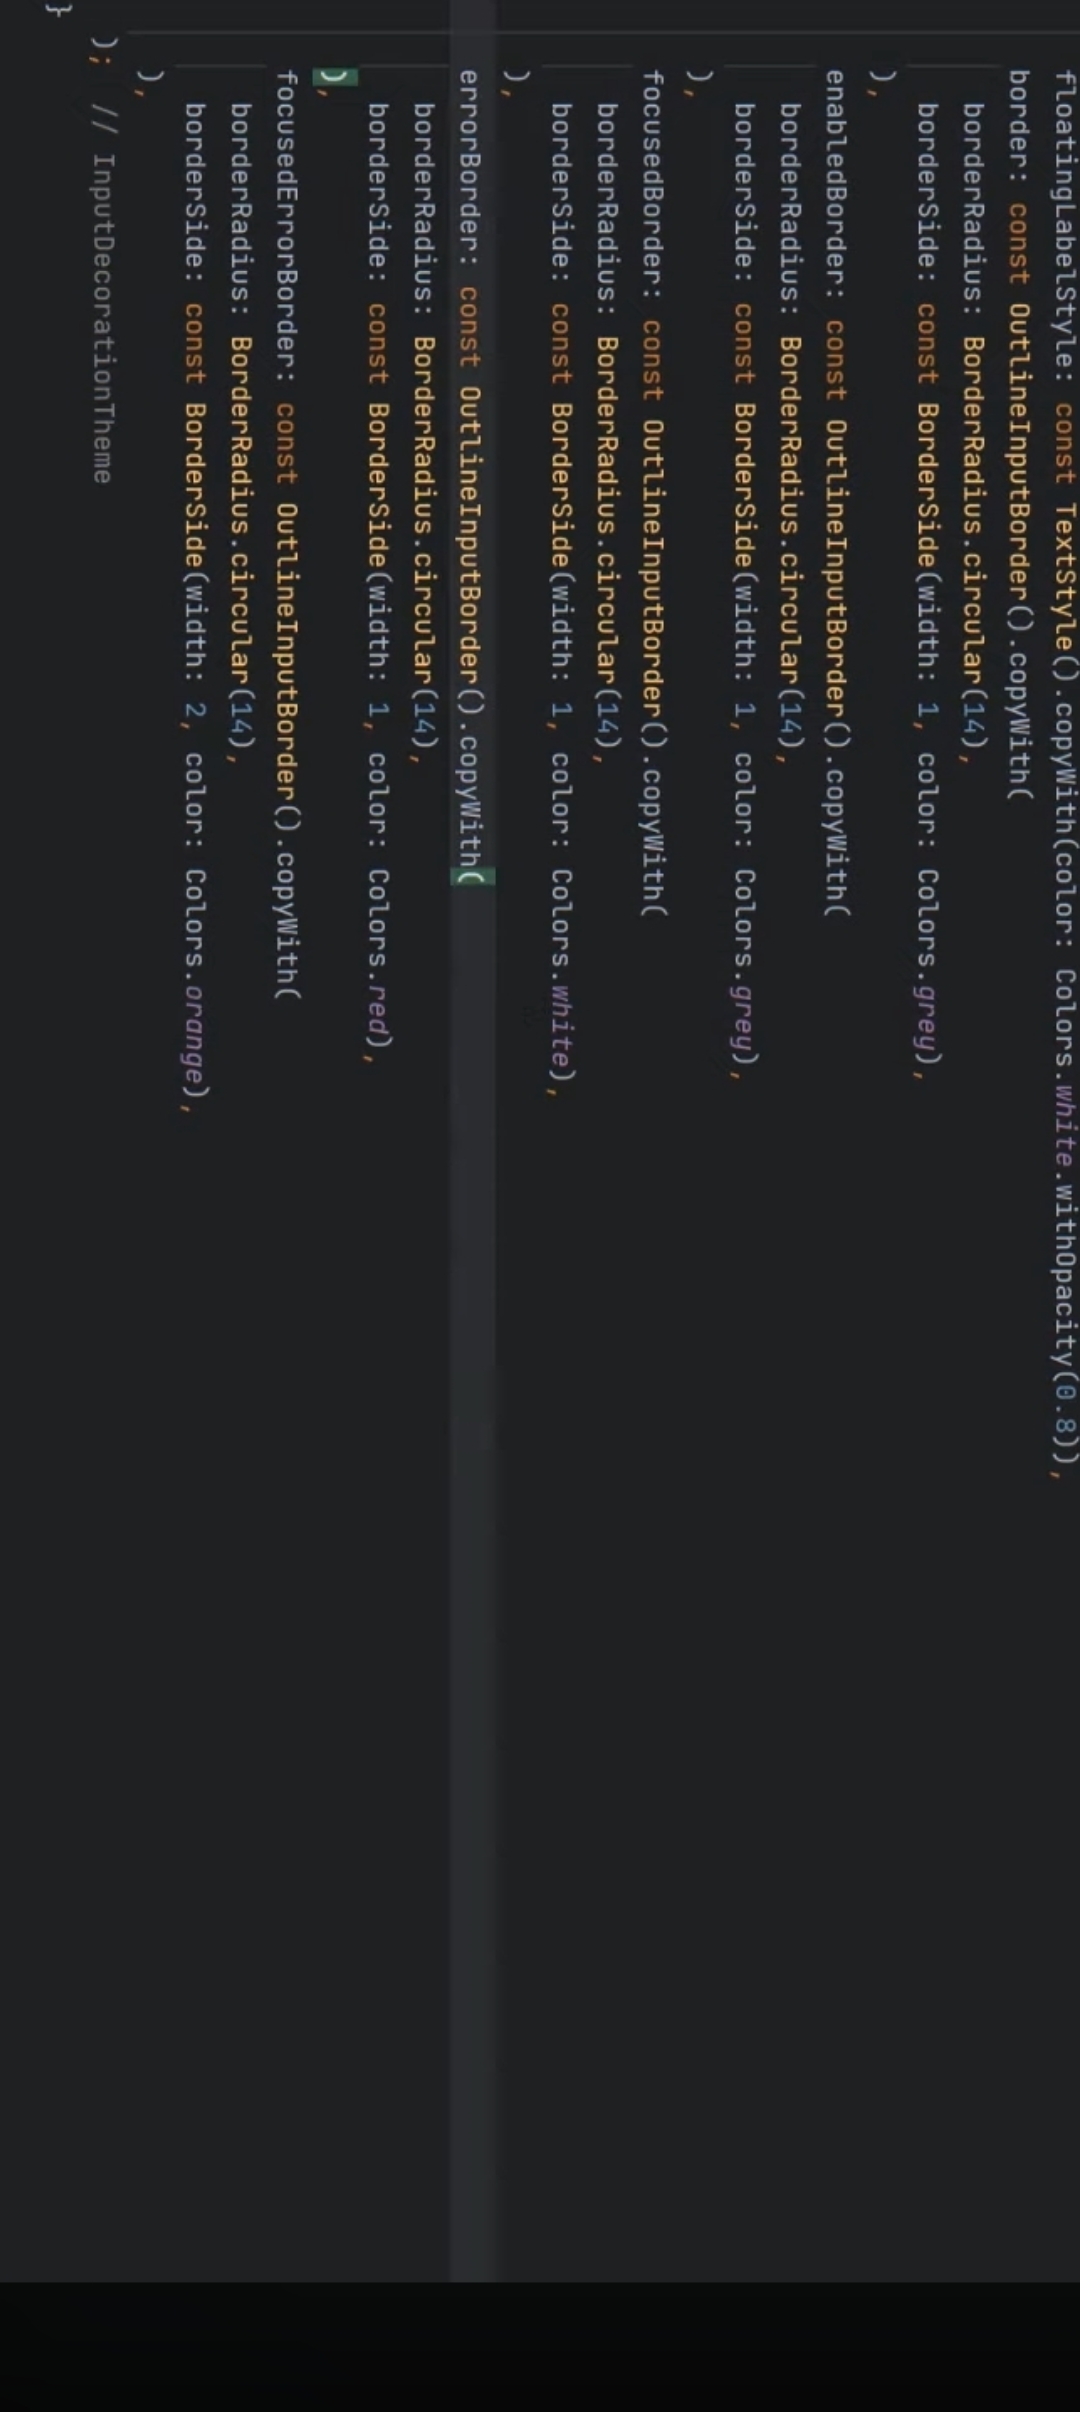 floatingLabelStyle: const TextStyle().copyWith(color: Colors.white.withOpacity(0.8)),
border: const OutlineInputBorder().copyWith(
borderRadius: BorderRadius.circular(14),
borderSide: const BorderSide(width: 1, color: Colors.grey),
),
enabledBorder: const OutlineInputBorder().copyWith(
borderRadius: BorderRadius.circular(14),
borderSide: const BorderSide(width: 1, color: Colors.grey),
),
focusedBorder: const OutlineInputBorder().copyWith(
borderRadius: BorderRadius.circular(14),
borderSide: const BorderSide(width: 1, color: Colors.white),
),
errorBorder: const OutlineInputBorder().copyWith(
borderRadius: BorderRadius.circular(14),
borderSide: const BorderSide(width: 1, color: Colors.red),
),
focusedErrorBorder: const OutlineInputBorder().copyWith(
borderRadius: BorderRadius.circular(14),
borderSide: const BorderSide(width: 2, color: Colors.orange),
),
); // InputDecorationTheme
}